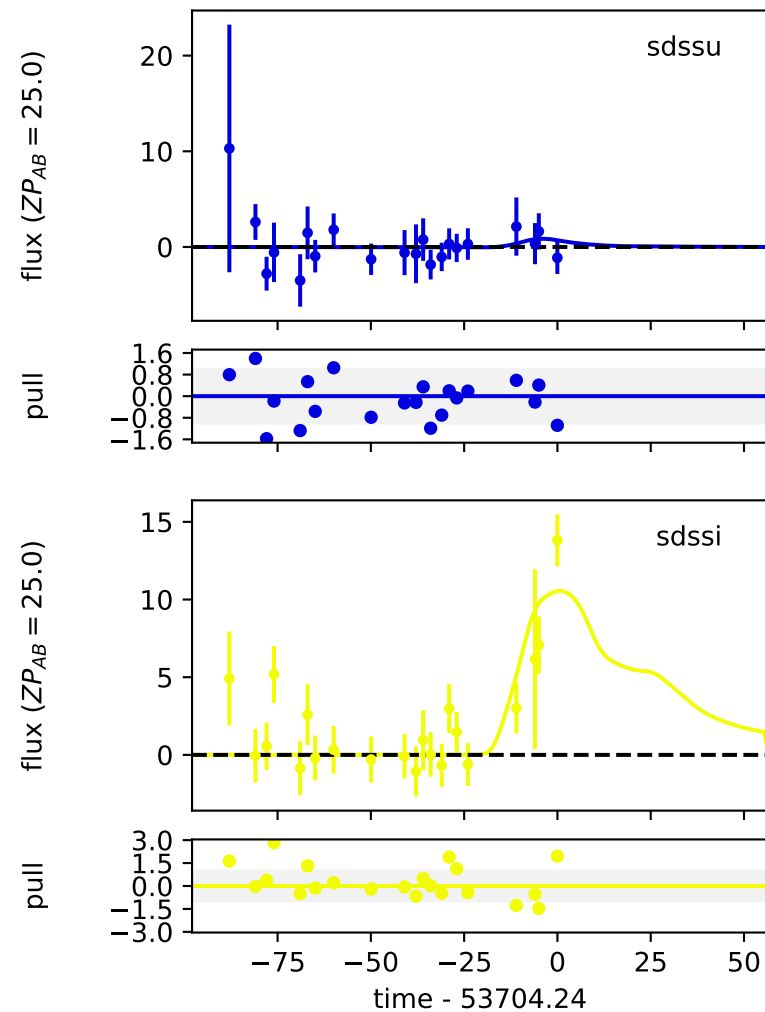 sdssu
flux (ZP_AB = 25.0)
20
10
0
pull
1.6
0.8
0.0
−0.8
−1.6
sdssi
flux (ZP_AB = 25.0)
15
10
5
0
pull
3.0
1.5
0.0
−1.5
−3.0
−75 −50 −25 0 25 50
time - 53704.24